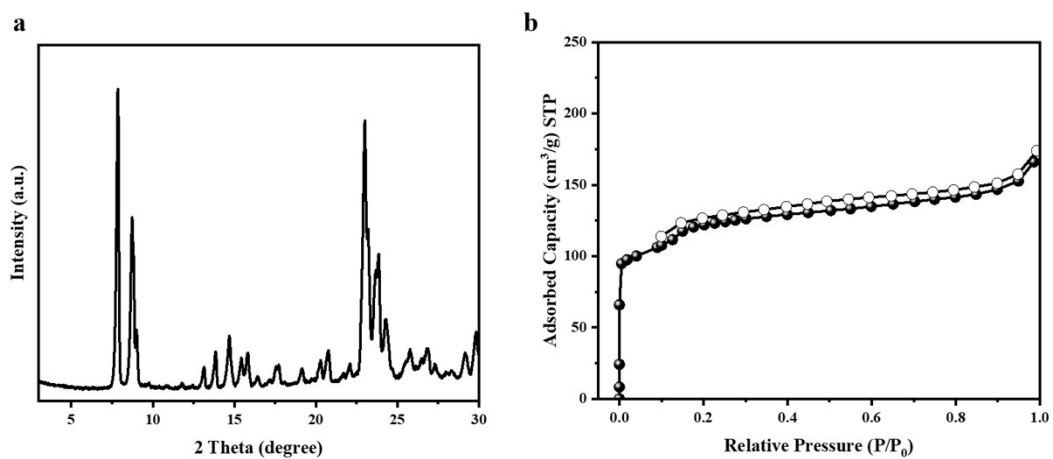 a
Intensity (a.u.)
5 10 15 20 25 30
2 Theta (degree)
b
Adsorbed Capacity (cm³/g) STP
250
200
150
100
50
0
0.0 0.2 0.4 0.6 0.8 1.0
Relative Pressure (P/P₀)